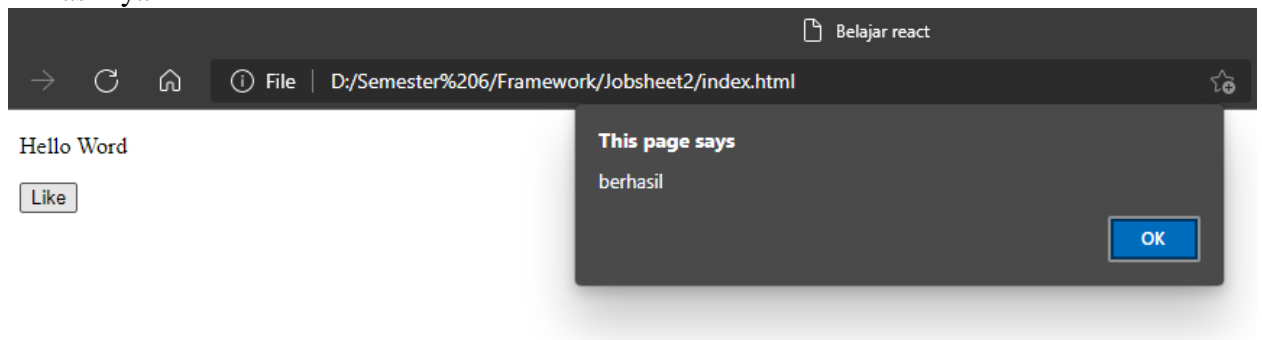 Belajar react
File | D:/Semester%206/Framework/Jobsheet2/index.html
Hello Word
Like
This page says
berhasil
OK